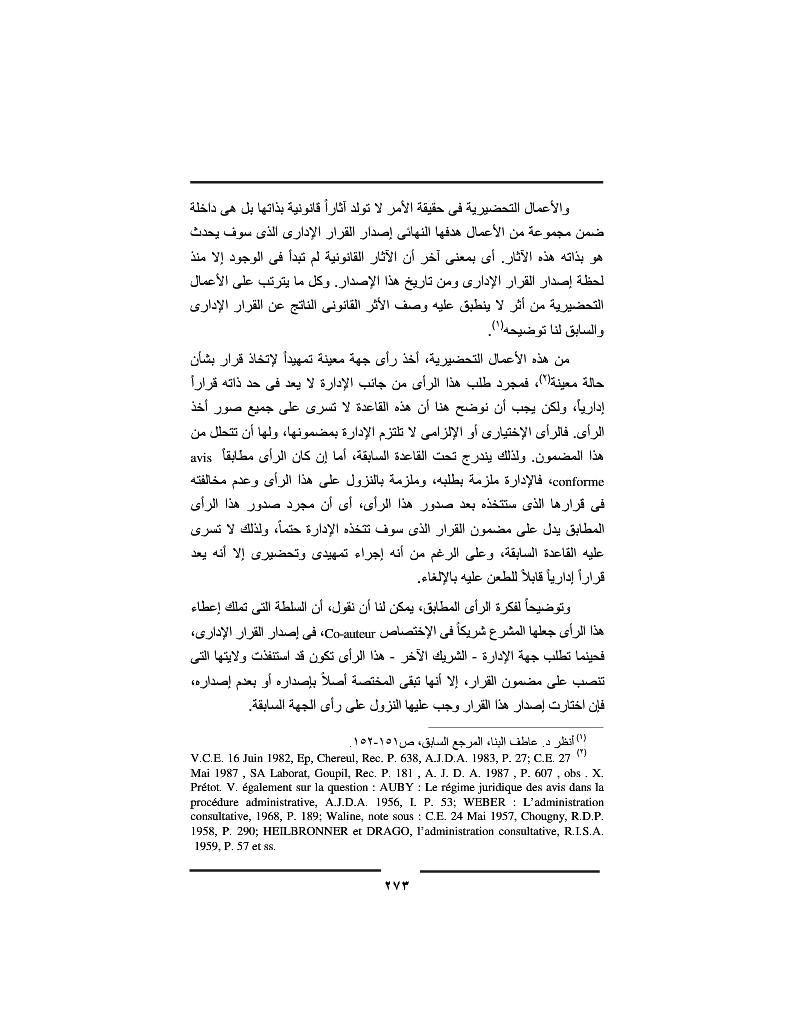 والأعمال التحضيرية فى حقيقة الأمر لا تولد آثاراً قانونية بذاتها بل هى داخلة
ضمن مجموعة من الأعمال هدفها النهائى إصدار القرار الإدارى الذى سوف يحدث
هو بذاته هذه الآثار. أى بمعنى آخر أن الآثار القانونية لم تبدأ فى الوجود إلا منذ
لحظة إصدار القرار الإدارى ومن تاريخ هذا الإصدار. وكل ما يترتب على الأعمال
التحضيرية من أثر لا ينطبق عليه وصف الأثر القانونى الناتج عن القرار الإدارى
والسابق لنا توضيحه(١).
من هذه الأعمال التحضيرية، أخذ رأى جهة معينة تمهيداً لإتخاذ قرار بشأن
حالة معينة(٢)، فمجرد طلب هذا الرأى من جانب الإدارة لا يعد فى حد ذاته قراراً
إدارياً، ولكن يجب أن نوضح هنا أن هذه القاعدة لا تسرى على جميع صور أخذ
الرأى. فالرأى الإختيارى أو الإلزامى لا تلتزم الإدارة بمضمونها، ولها أن تتحلل من
هذا المضمون. ولذلك يندرج تحت القاعدة السابقة، أما إن كان الرأى مطابقاً avis
conforme، فالإدارة ملزمة بطلبه، وملزمة بالنزول على هذا الرأى وعدم مخالفته
فى قرارها الذى ستتخذه بعد صدور هذا الرأى، أى أن مجرد صدور هذا الرأى
المطابق يدل على مضمون القرار الذى سوف تتخذه الإدارة حتماً، ولذلك لا تسرى
عليه القاعدة السابقة، وعلى الرغم من أنه إجراء تمهيدى وتحضيرى إلا أنه يعد
قراراً إدارياً قابلاً للطعن عليه بالإلغاء.
وتوضيحاً لفكرة الرأى المطابق، يمكن لنا أن نقول، أن السلطة التى تملك إعطاء
هذا الرأى جعلها المشرع شريكاً فى الإختصاص Co-auteur، فى إصدار القرار الإدارى،
فحينما تطلب جهة الإدارة - الشريك الآخر - هذا الرأى تكون قد استنفذت ولايتها التى
تنصب على مضمون القرار، إلا أنها تبقى المختصة أصلاً بإصداره أو بعدم إصداره،
فإن اختارت إصدار هذا القرار وجب عليها النزول على رأى الجهة السابقة.
(١) أنظر د. عاطف البنا، المرجع السابق، ص١٥١-١٥٢.
(٢) V.C.E. 16 Juin 1982, Ep, Chereul, Rec. P. 638, A.J.D.A. 1983, P. 27; C.E. 27
Mai 1987 , SA Laborat, Goupil, Rec. P. 181 , A. J. D. A. 1987 , P. 607 , obs . X.
Prétot. V. également sur la question : AUBY : Le régime juridique des avis dans la
procédure administrative, A.J.D.A. 1956, I. P. 53; WEBER : L’administration
consultative, 1968, P. 189; Waline, note sous : C.E. 24 Mai 1957, Chougny, R.D.P.
1958, P. 290; HEILBRONNER et DRAGO, l’administration consultative, R.I.S.A.
1959, P. 57 et ss.
٢٧٣